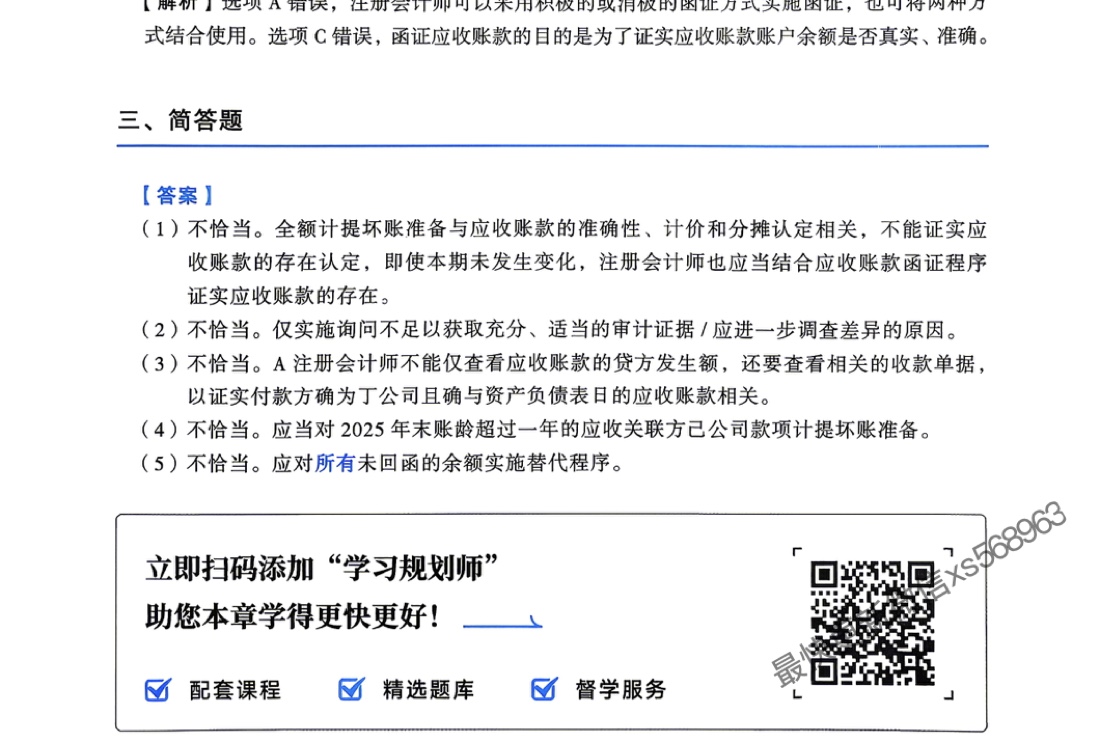 【解析】选项 A 错误，注册会计师可以采用积极的或消极的函证方式实施函证，也可将两种方
式结合使用。选项 C 错误，函证应收账款的目的是为了证实应收账款账户余额是否真实、准确。
三、简答题
【答案】
（1）不恰当。全额计提坏账准备与应收账款的准确性、计价和分摊认定相关，不能证实应
收账款的存在认定，即使本期未发生变化，注册会计师也应当结合应收账款函证程序
证实应收账款的存在。
（2）不恰当。仅实施询问不足以获取充分、适当的审计证据 / 应进一步调查差异的原因。
（3）不恰当。A 注册会计师不能仅查看应收账款的贷方发生额，还要查看相关的收款单据，
以证实付款方确为丁公司且确与资产负债表日的应收账款相关。
（4）不恰当。应当对 2025 年末账龄超过一年的应收关联方己公司款项计提坏账准备。
（5）不恰当。应对所有未回函的余额实施替代程序。
立即扫码添加“学习规划师”
助您本章学得更快更好！
配套课程 精选题库 督学服务
信xs568963